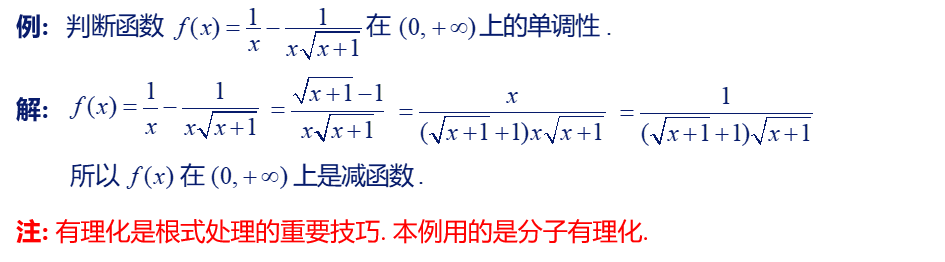 例: 判断函数 $f(x)=\frac{1}{x}-\frac{1}{x\sqrt{x+1}}$ 在 $(0,+\infty)$ 上的单调性.
解: $f(x)=\frac{1}{x}-\frac{1}{x\sqrt{x+1}}=\frac{\sqrt{x+1}-1}{x\sqrt{x+1}}=\frac{x}{(\sqrt{x+1}+1)x\sqrt{x+1}}=\frac{1}{(\sqrt{x+1}+1)\sqrt{x+1}}$
所以 $f(x)$ 在 $(0,+\infty)$ 上是减函数.
注: 有理化是根式处理的重要技巧. 本例用的是分子有理化.